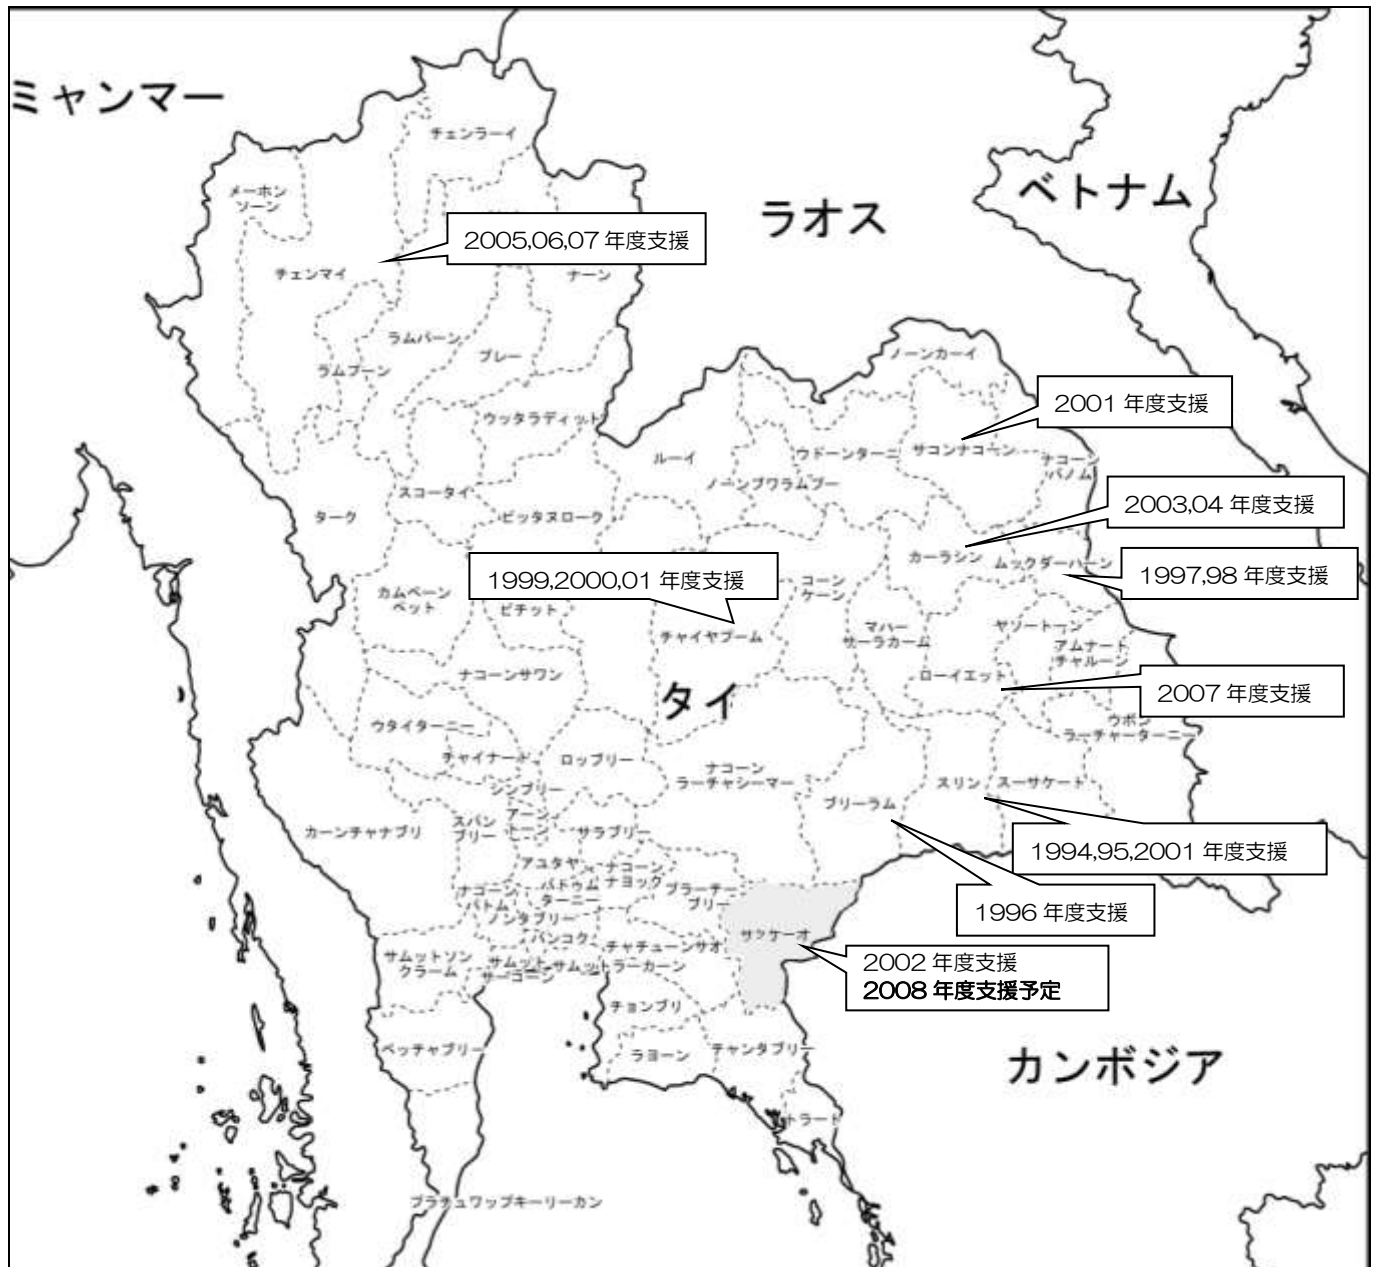 ミャンマー
チェンラーイ
メーホン
ソーン
ベトナム
ラオス
2005,06,07 年度支援
チェンマイ
ナーン
ラムパーン
プレー
ラムプーン
ノーンカーイ
2001 年度支援
ウッタラディット
ルーイ
ウドーンターニ
サコンナコーン
ナコーン
パノム
ノーンブワラムプー
スコータイ
ターク
ピッタヌローク
2003,04 年度支援
カーラシン
ムックダーハーン
1997,98 年度支援
1999,2000,01 年度支援
コーン
ケーン
カムペーン
ペット
ピチット
チャイヤプーム
マハー
サーラカーム
ヤソートーン
アムナート
チャルーン
ナコーンサワン
タイ
ローイエット
2007 年度支援
ウタイターニー
ウボン
ラーチャーターニー
チャイナート
ロッブリー
ナコーン
ラーチャシーマー
シンブリー
ブリーラム
スリン
スーサケート
カーンチャナブリ
スパン
ブリー
アーン
トーン
サラブリー
1994,95,2001 年度支援
アユタヤ
ナコーン
ナヨック
ナコーン
パトム
パトゥム
ターニー
プラーチー
ブリー
1996 年度支援
ノンタブリー
バンコク
チャチューンサオ
サケーオ
2002 年度支援
2008 年度支援予定
サムットソン
クラーム
サムット
サーコーン
サムットラーカーン
チョンブリ
ペッチャブリー
ラヨーン
チャンタブリー
カンボジア
トラート
プラチュワップキーリーカン